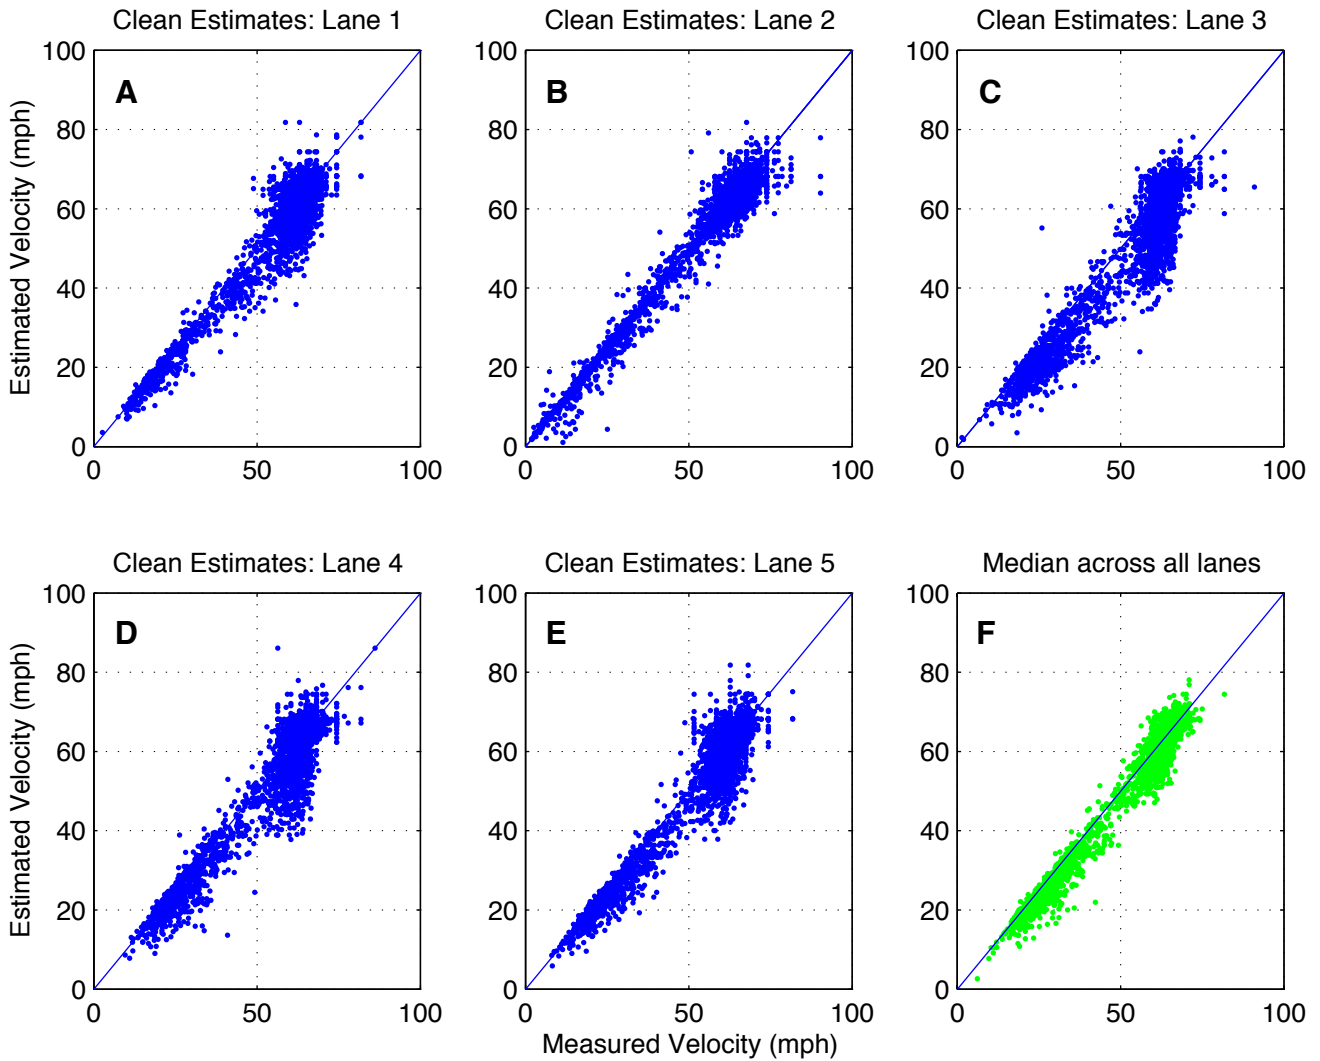 Clean Estimates: Lane 1
Clean Estimates: Lane 2
Clean Estimates: Lane 3
A
B
C
Estimated Velocity (mph)
100
80
60
40
20
0
0 50 100
100
80
60
40
20
0
0 50 100
100
80
60
40
20
0
0 50 100
Clean Estimates: Lane 4
Clean Estimates: Lane 5
Median across all lanes
D
E
F
Estimated Velocity (mph)
100
80
60
40
20
0
0 50 100
100
80
60
40
20
0
0 50 100
100
80
60
40
20
0
0 50 100
Measured Velocity (mph)